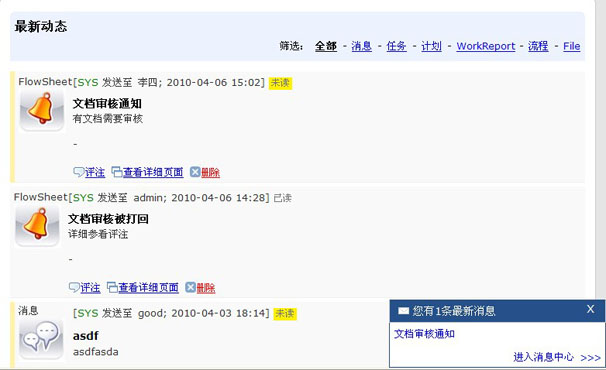 最新动态
筛选: 全部 - 消息 - 任务 - 计划 - WorkReport - 流程 - File
FlowSheet[SYS 发送至 李四; 2010-04-06 15:02] 未读
文档审核通知
有文档需要审核
-
评注 查看详细页面 删除
FlowSheet[SYS 发送至 admin; 2010-04-06 14:28] 已读
文档审核被打回
详细参看评注
-
评注 查看详细页面 删除
消息 [SYS 发送至 good; 2010-04-03 18:14] 未读
asdf
asdfasda
您有1条最新消息 X
文档审核通知
进入消息中心 >>>